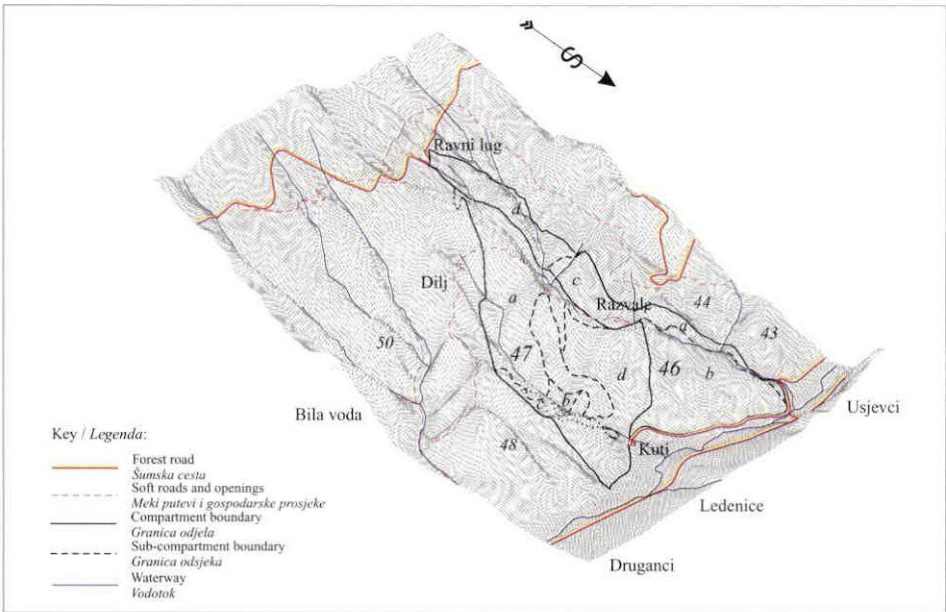 S
Ravni lug
d
c
Dilj
a
Razvale
44
a
43
50
47
d
46
b
b
Usjevci
Bila voda
48
Kuti
Ledenice
Druganci
Key / Legenda:
Forest road
Šumska cesta
Soft roads and openings
Meki putevi i gospodarske prosjeke
Compartment boundary
Granica odjela
Sub-compartment boundary
Granica odsjeka
Waterway
Vodotok